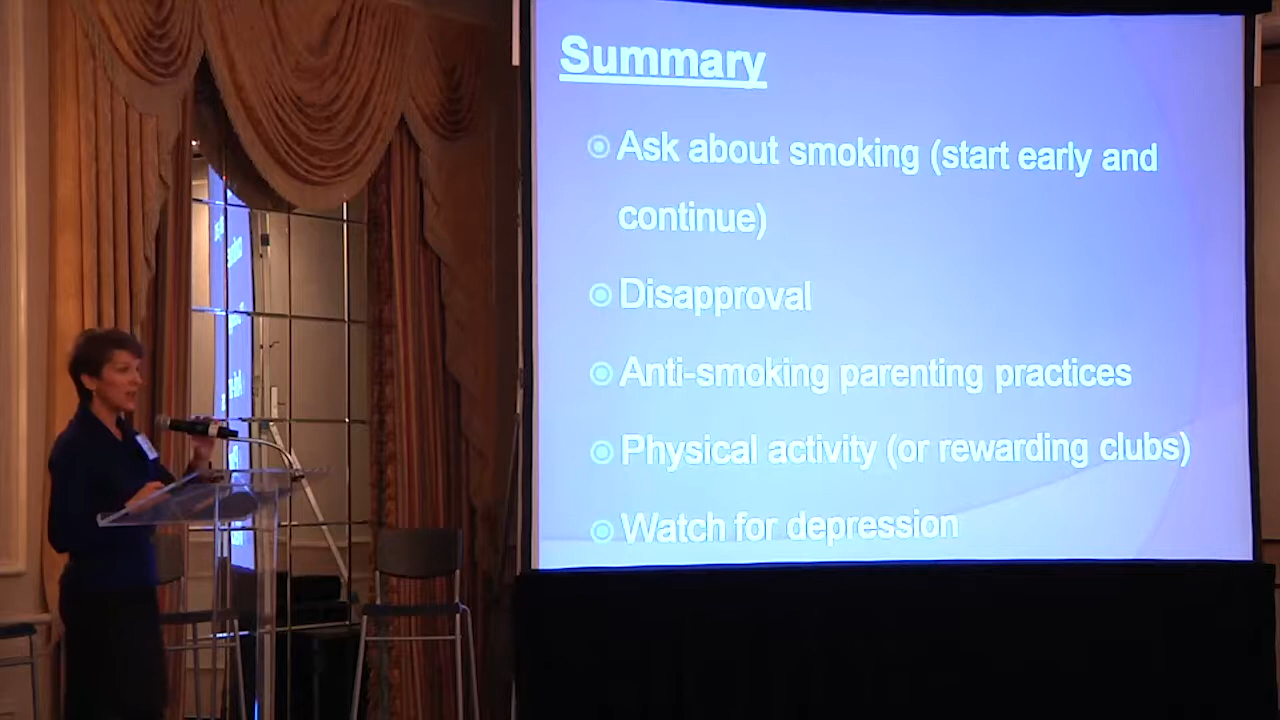 Summary
Ask about smoking (start early and
continue)
Disapproval
Anti-smoking parenting practices
Physical activity (or rewarding clubs)
Watch for depression